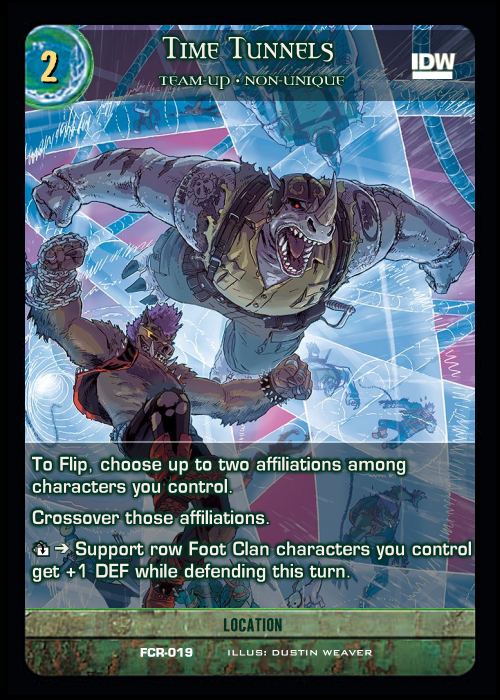 2
Time Tunnels
Team-Up • Non-Unique
IDW
To Flip, choose up to two affiliations among
characters you control.
Crossover those affiliations.
➔ Support row Foot Clan characters you control
get +1 DEF while defending this turn.
LOCATION
FCR-019 ILLUS: DUSTIN WEAVER